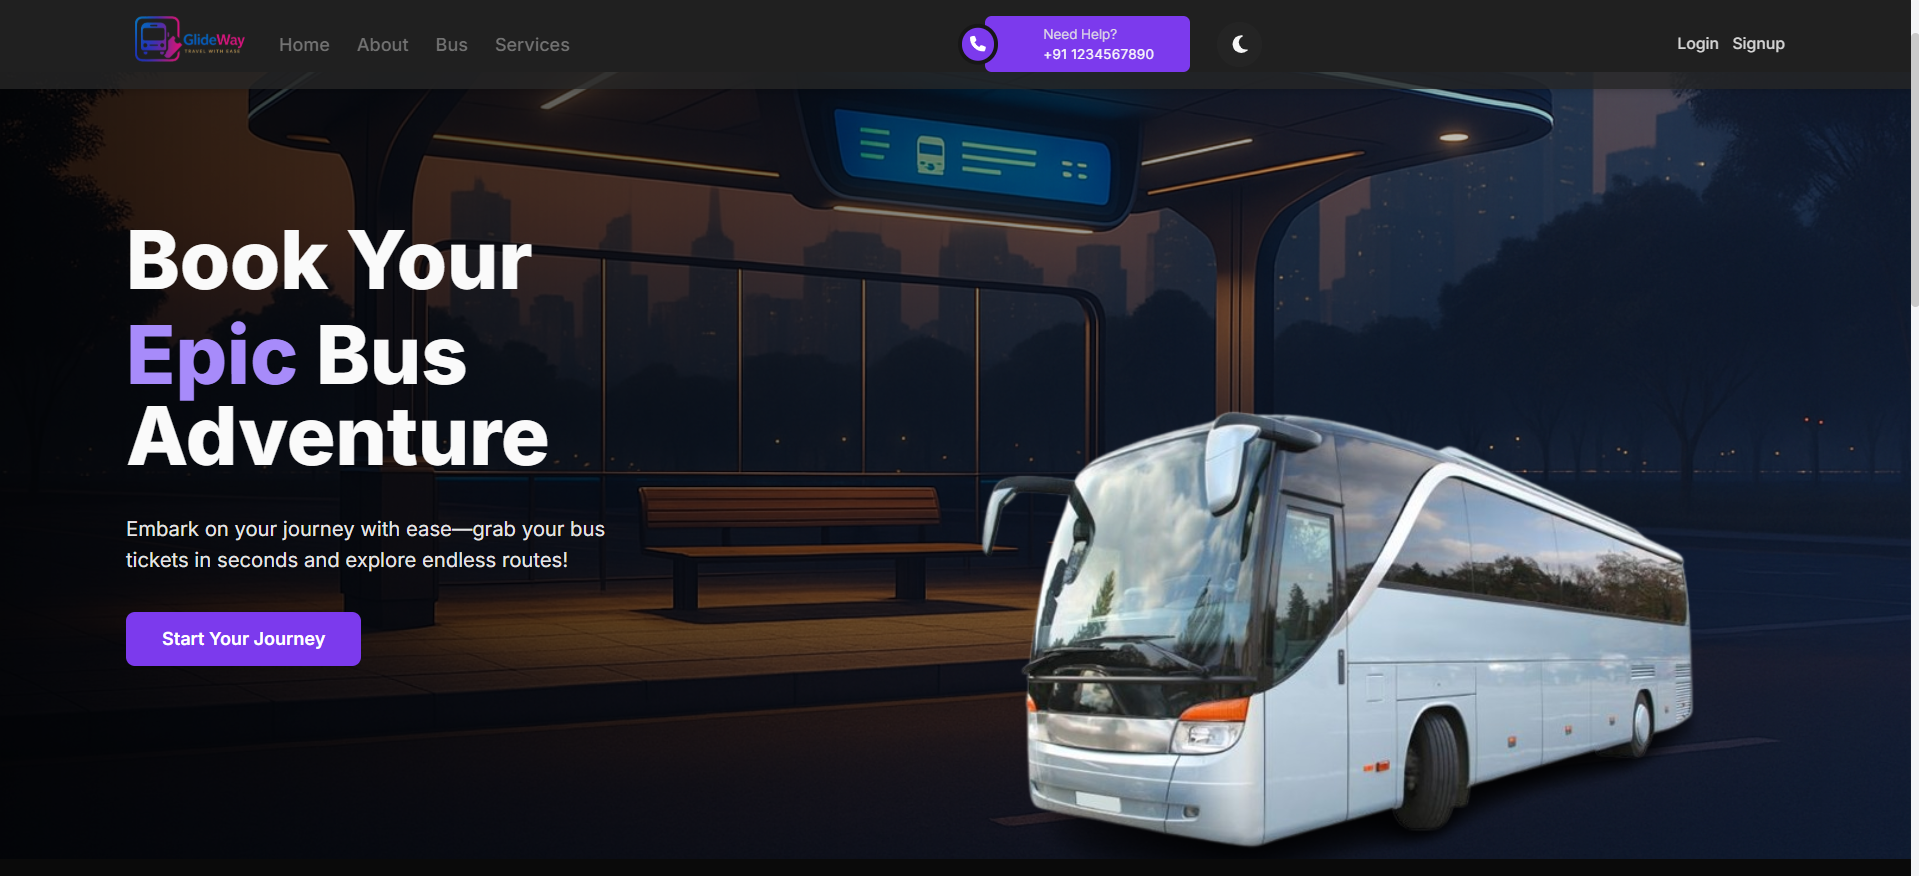 GlideWay
TRAVEL WITH EASE
Home
About
Bus
Services
Need Help?
+91 1234567890
Login
Signup
Book Your
Epic Bus
Adventure
Embark on your journey with ease—grab your bus
tickets in seconds and explore endless routes!
Start Your Journey